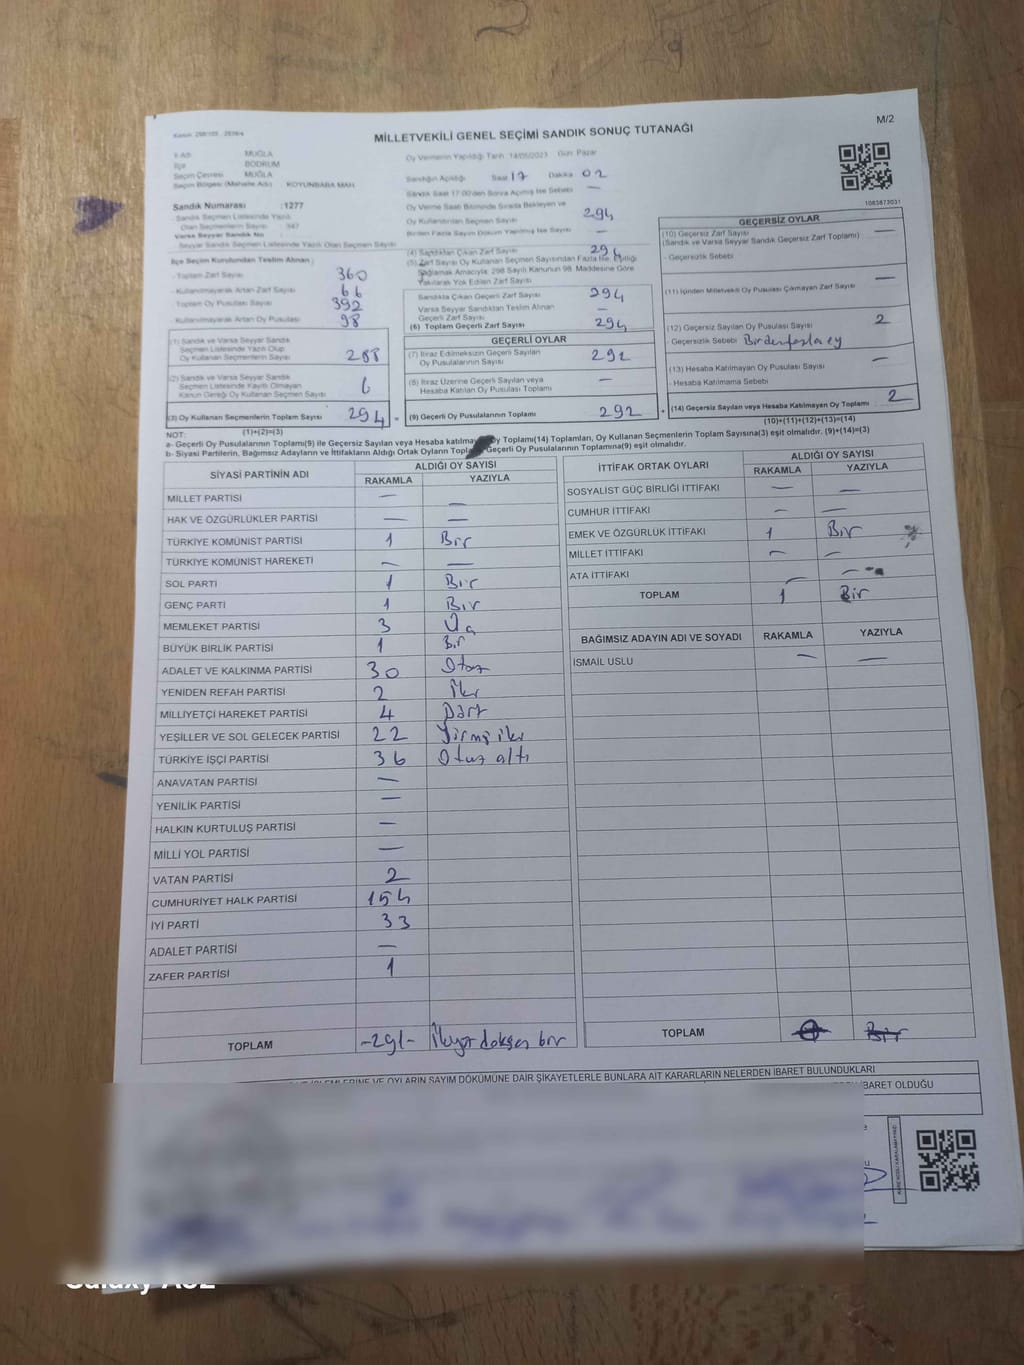 M/2
MİLLETVEKİLİ GENEL SEÇİMİ SANDIK SONUÇ TUTANAĞI
İl Adı : MUĞLA
İlçe : BODRUM
Seçim Çevresi : MUĞLA
Seçim Bölgesi (Mahalle Adı) : KOYUNBABA MAH.
Oy Vermenin Yapıldığı Tarih :14/05/2023 Gün: Pazar
Sandığın Açıldığı Saat 17 Dakika 02
Sandık Saat 17:00'den Sonra Açılmış İse Sebebi —
Sandık Numarası :1277
Sandık Seçmen Listesinde Yazılı
Olan Seçmenlerin Sayısı :347
Varsa Seyyar Sandık No :
Seyyar Sandık Seçmen Listesinde Yazılı Olan Seçmen Sayısı :
Oy Verme Saati Bitiminde Sırada Bekleyen ve
Oy Kullandırılan Seçmen Sayısı 294
Birden Fazla Sayım Döküm Yapılmış İse Sayısı —
İlçe Seçim Kurulundan Teslim Alınan ;
- Toplam Zarf Sayısı 360
- Kullanılmayarak Artan Zarf Sayısı 66
Toplam Oy Pusulası Sayısı 392
- Kullanılmayarak Artan Oy Pusulası 98
(4) Sandıktan Çıkan Zarf Sayısı 294
(5) Zarf Sayısı Oy Kullanan Seçmen Sayısından Fazla İse, Eşitliği
Sağlamak Amacıyla; 298 Sayılı Kanunun 98. Maddesine Göre
Yakılarak Yok Edilen Zarf Sayısı
Sandıkta Çıkan Geçerli Zarf Sayısı 294
Varsa Seyyar Sandıktan Teslim Alınan
Geçerli Zarf Sayısı —
(6) Toplam Geçerli Zarf Sayısı 294
1083873031
GEÇERSİZ OYLAR
(10) Geçersiz Zarf Sayısı —
(Sandık ve Varsa Seyyar Sandık Geçersiz Zarf Toplamı)
- Geçersizlik Sebebi
(11) İçinden Milletvekili Oy Pusulası Çıkmayan Zarf Sayısı —
(12) Geçersiz Sayılan Oy Pusulası Sayısı 2
- Geçersizlik Sebebi Birden fazla ey
(13) Hesaba Katılmayan Oy Pusulası Sayısı —
- Hesaba Katılmama Sebebi
(14) Geçersiz Sayılan veya Hesaba Katılmayan Oy Toplamı 2
(10)+(11)+(12)+(13)=(14)
(1) Sandık ve Varsa Seyyar Sandık
Seçmen Listesinde Yazılı Olup
Oy Kullanan Seçmenlerin Sayısı 288
(2) Sandık ve Varsa Seyyar Sandık
Seçmen Listesinde Kayıtlı Olmayan
Kanun Gereği Oy Kullanan Seçmen Sayısı 6
(3) Oy Kullanan Seçmenlerin Toplam Sayısı 294 =
(1)+(2)=(3)
GEÇERLİ OYLAR
(7) İtiraz Edilmeksizin Geçerli Sayılan
Oy Pusulalarının Sayısı 292
(8) İtiraz Üzerine Geçerli Sayılan veya
Hesaba Katılan Oy Pusulası Toplamı —
(9) Geçerli Oy Pusulalarının Toplamı 292 +
NOT:
a- Geçerli Oy Pusulalarının Toplamı(9) ile Geçersiz Sayılan veya Hesaba Oy Toplamı(14) Toplamları, Oy Kullanan Seçmenlerin Toplam Sayısına(3) eşit olmalıdır. (9)+(14)=(3)
b- Siyasi Partilerin, Bağımsız Adayların ve İttifakların Aldığı Ortak Oyların Geçerli Oy Pusulalarının Toplamına(9) eşit olmalıdır.
SİYASİ PARTİNİN ADI ALDIĞI OY SAYISI
RAKAMLA YAZIYLA
MİLLET PARTİSİ — —
HAK VE ÖZGÜRLÜKLER PARTİSİ — —
TÜRKİYE KOMÜNİST PARTİSİ 1 Bir
TÜRKİYE KOMÜNİST HAREKETİ — —
SOL PARTİ 1 Bir
GENÇ PARTİ 1 Bir
MEMLEKET PARTİSİ 3 Üç
BÜYÜK BİRLİK PARTİSİ 1 Bir
ADALET VE KALKINMA PARTİSİ 30 Otuz
YENİDEN REFAH PARTİSİ 2 İki
MİLLİYETÇİ HAREKET PARTİSİ 4 Dört
YEŞİLLER VE SOL GELECEK PARTİSİ 22 Yirmi iki
TÜRKİYE İŞÇİ PARTİSİ 36 Otuz altı
ANAVATAN PARTİSİ —
YENİLİK PARTİSİ —
HALKIN KURTULUŞ PARTİSİ —
MİLLİ YOL PARTİSİ —
VATAN PARTİSİ 2
CUMHURİYET HALK PARTİSİ 154
İYİ PARTİ 33
ADALET PARTİSİ —
ZAFER PARTİSİ 1
TOPLAM -291- İkiyüz doksan bir
İTTİFAK ORTAK OYLARI ALDIĞI OY SAYISI
RAKAMLA YAZIYLA
SOSYALİST GÜÇ BİRLİĞİ İTTİFAKI — —
CUMHUR İTTİFAKI — —
EMEK VE ÖZGÜRLÜK İTTİFAKI 1 Bir
MİLLET İTTİFAKI — —
ATA İTTİFAKI — —
TOPLAM 1 Bir
BAĞIMSIZ ADAYIN ADI VE SOYADI RAKAMLA YAZIYLA
İSMAİL USLU — —
TOPLAM Bir
İŞLEMLERİNE VE OYLARIN SAYIM DÖKÜMÜNE DAİR ŞİKAYETLERLE BUNLARA AİT KARARLARIN NELERDEN İBARET BULUNDUKLARI
İBARET OLDUĞU